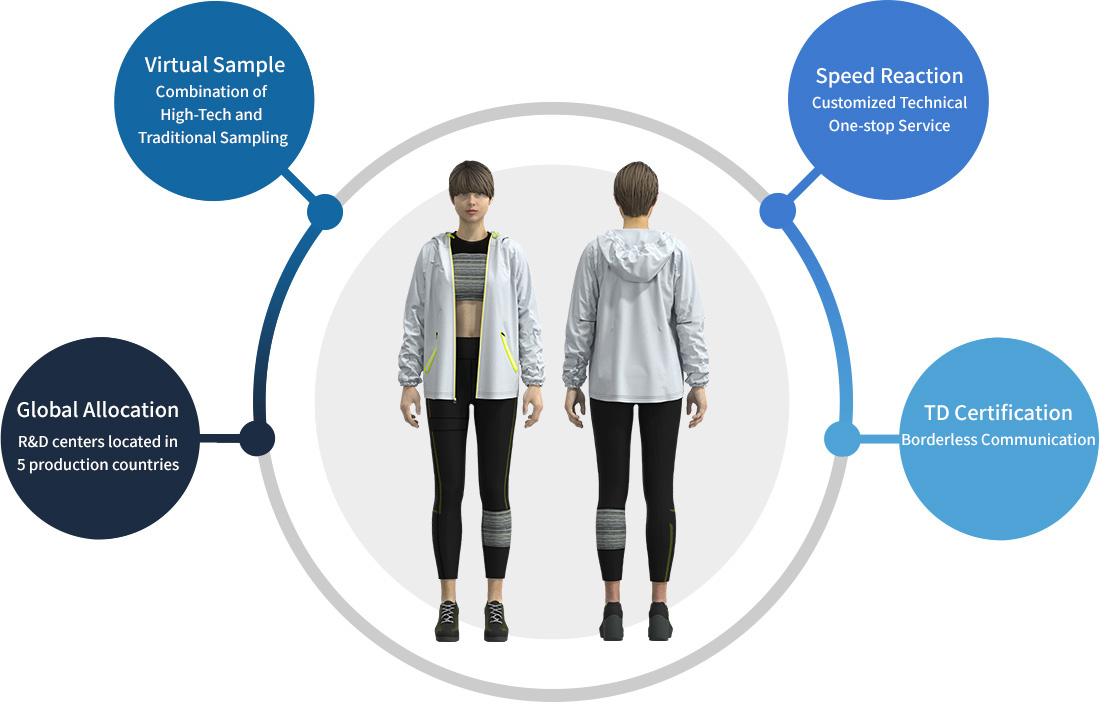 Virtual Sample
Combination of
High-Tech and
Traditional Sampling
Speed Reaction
Customized Technical
One-stop Service
Global Allocation
R&D centers located in
5 production countries
TD Certification
Borderless Communication